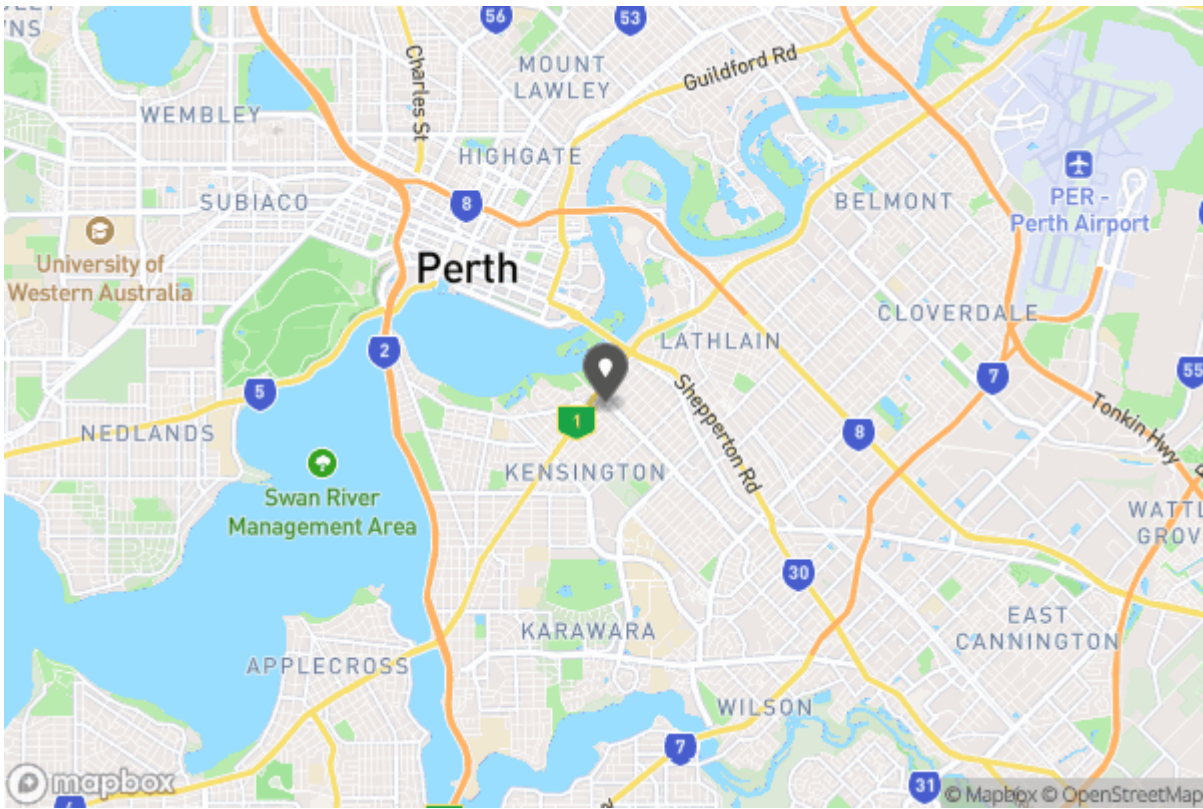 56
53
MOUNT
LAWLEY
Guildford Rd
Charles St
WEMBLEY
HIGHGATE
SUBIACO
8
BELMONT
PER -
Perth Airport
University of
Western Australia
Perth
CLOVERDALE
LATHLAIN
2
7
55
5
Shepperton Rd
Tonkin Hwy
1
8
NEDLANDS
KENSINGTON
Swan River
Management Area
30
EAST
CANNINGTON
KARAWARA
APPLECROSS
WILSON
7
31
mapbox
© Mapbox © OpenStreetMap